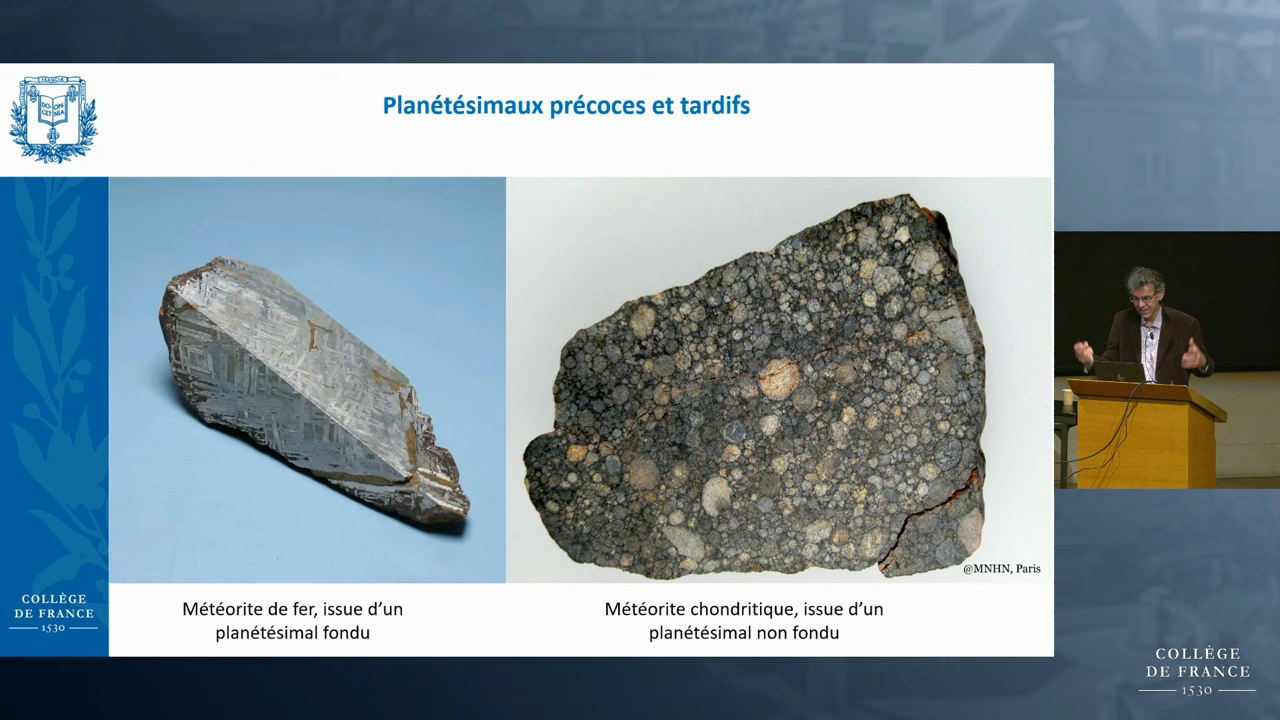 Planétésimaux précoces et tardifs
@MNHN, Paris
Météorite de fer, issue d’un
planétésimal fondu
Météorite chondritique, issue d’un
planétésimal non fondu
COLLÈGE
DE FRANCE
1530
COLLÈGE
DE FRANCE
1530